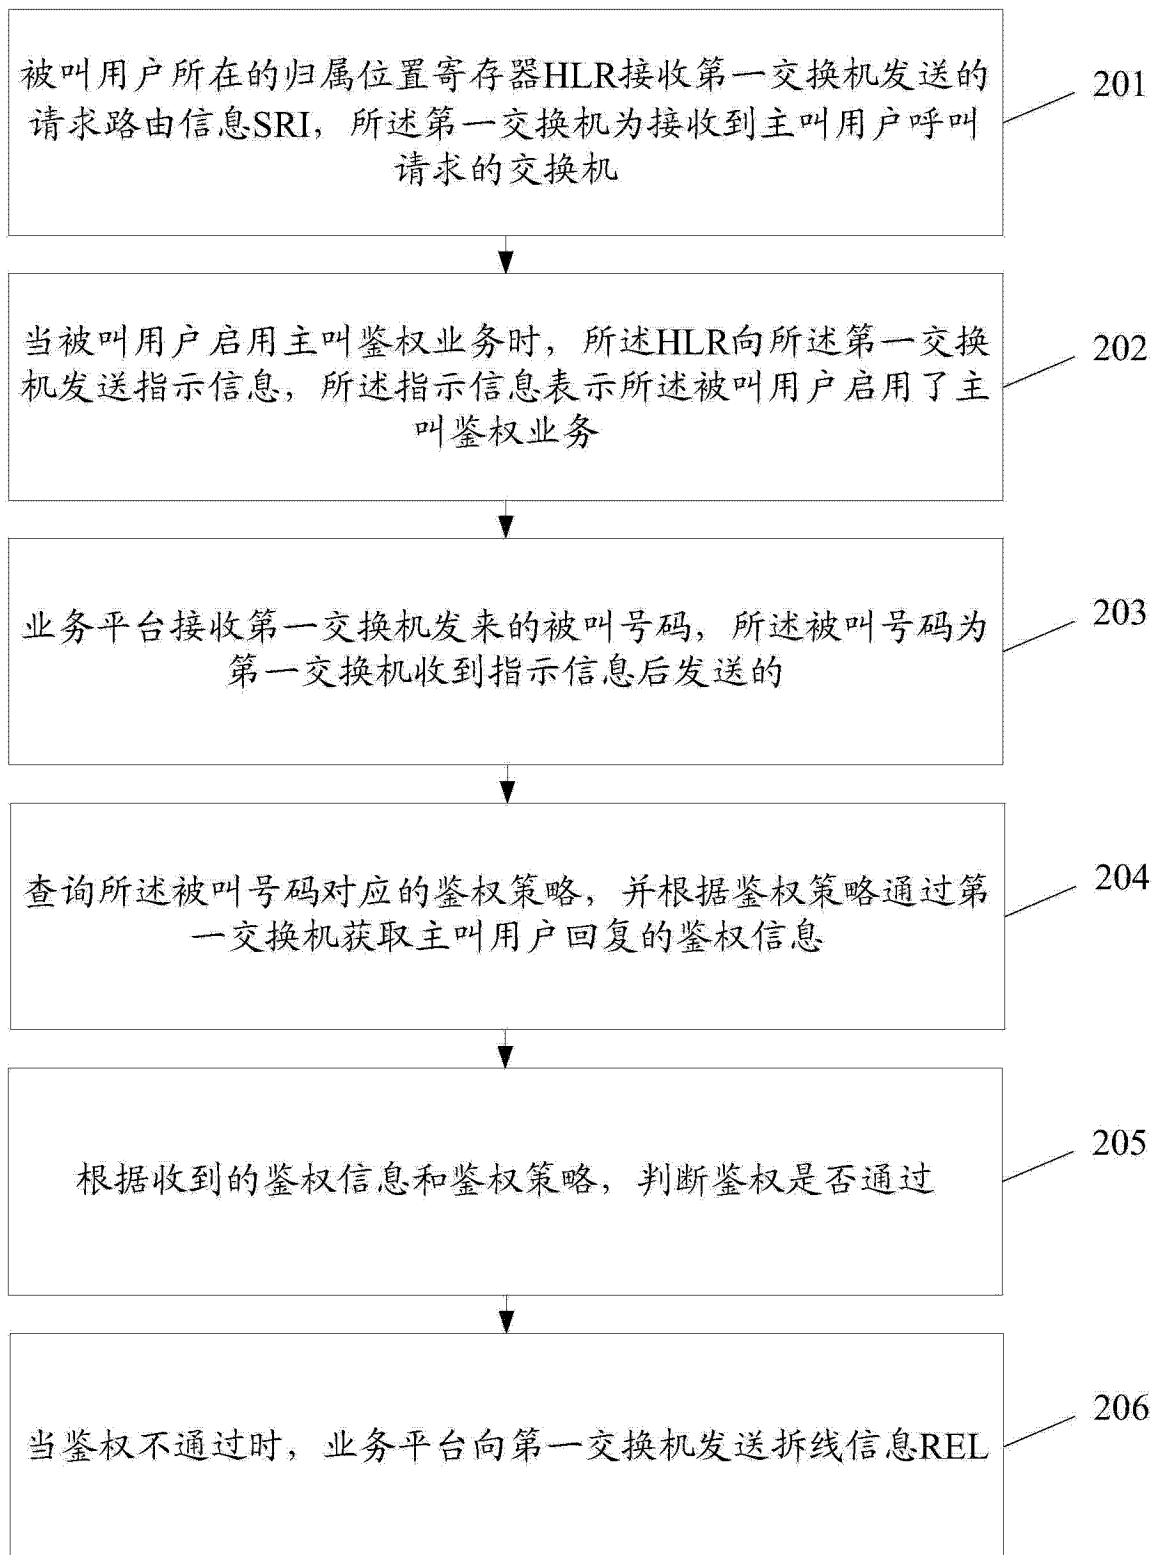 被叫用户所在的归属位置寄存器HLR接收第一交换机发送的
请求路由信息SRI，所述第一交换机为接收到主叫用户呼叫
请求的交换机
201
当被叫用户启用主叫鉴权业务时，所述HLR向所述第一交换
机发送指示信息，所述指示信息表示所述被叫用户启用了主
叫鉴权业务
202
业务平台接收第一交换机发来的被叫号码，所述被叫号码为
第一交换机收到指示信息后发送的
203
查询所述被叫号码对应的鉴权策略，并根据鉴权策略通过第
一交换机获取主叫用户回复的鉴权信息
204
根据收到的鉴权信息和鉴权策略，判断鉴权是否通过
205
当鉴权不通过时，业务平台向第一交换机发送拆线信息REL
206